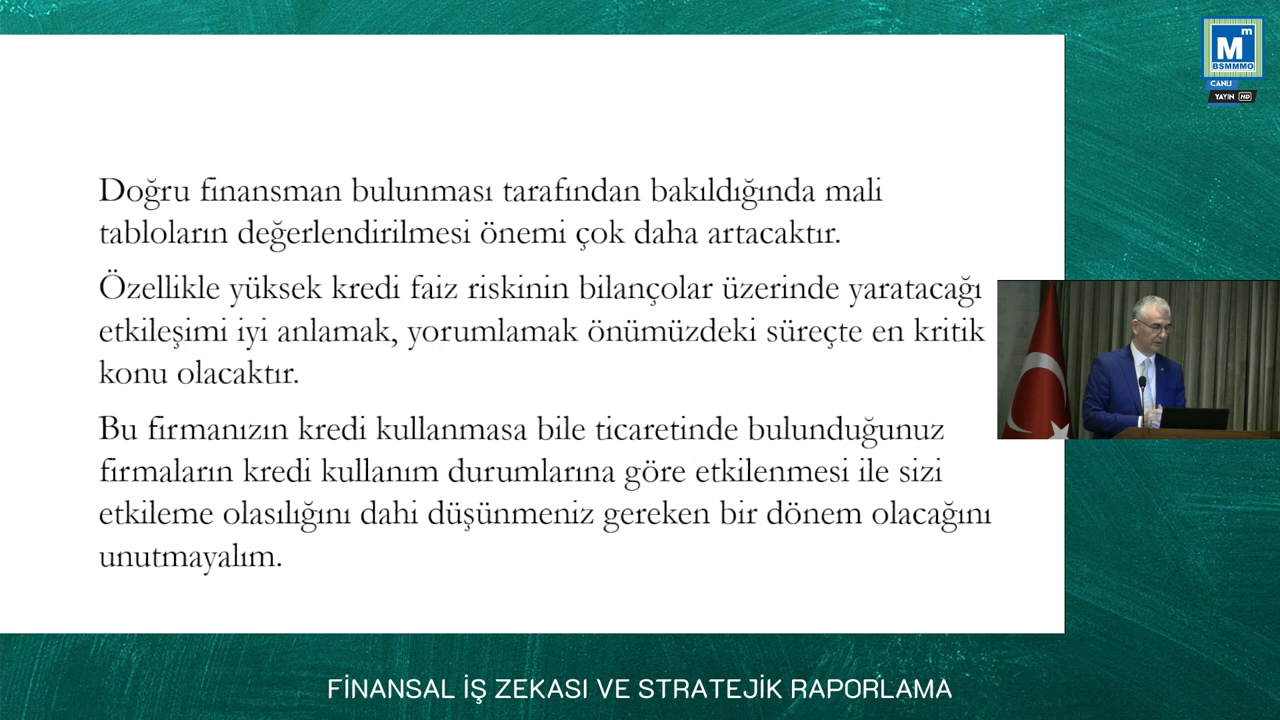 Doğru finansman bulunması tarafından bakıldığında mali
tabloların değerlendirilmesi önemi çok daha artacaktır.
Özellikle yüksek kredi faiz riskinin bilançolar üzerinde yaratacağı
etkileşimi iyi anlamak, yorumlamak önümüzdeki süreçte en kritik
konu olacaktır.
Bu firmanızın kredi kullanmasa bile ticaretinde bulunduğunuz
firmaların kredi kullanım durumlarına göre etkilenmesi ile sizi
etkileme olasılığını dahi düşünmeniz gereken bir dönem olacağını
unutmayalım.
Mm
BSMMMO
CANLI
YAYIN HD
FİNANSAL İŞ ZEKASI VE STRATEJİK RAPORLAMA